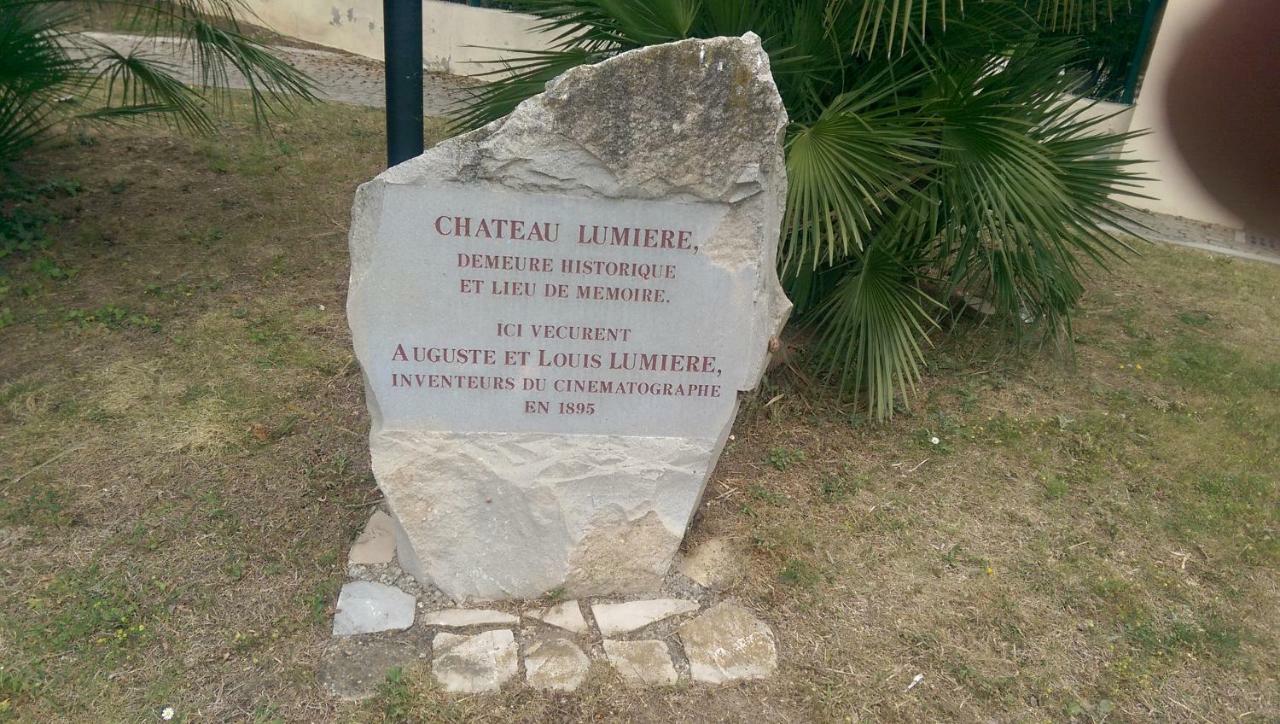 CHATEAU LUMIERE,
DEMEURE HISTORIQUE
ET LIEU DE MEMOIRE.
ICI VECURENT
AUGUSTE ET LOUIS LUMIERE,
INVENTEURS DU CINEMATOGRAPHE
EN 1895